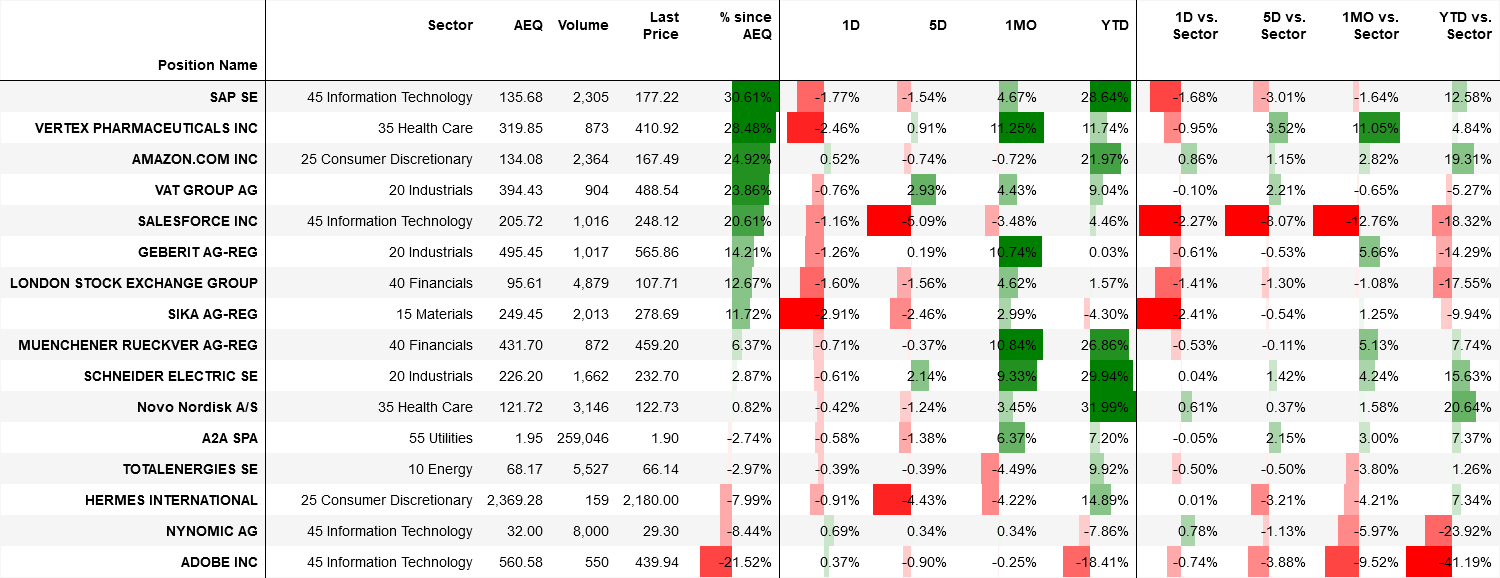 Position Name Sector AEQ Volume Last Price % since AEQ 1D 5D 1MO YTD 1D vs. Sector 5D vs. Sector 1MO vs. Sector YTD vs. Sector
SAP SE 45 Information Technology 135.68 2,305 177.22 30.61% -1.77% -1.54% 4.67% 28.64% -1.68% -3.01% -1.64% 12.58%
VERTEX PHARMACEUTICALS INC 35 Health Care 319.85 873 410.92 28.48% -2.46% 0.91% 11.25% 11.74% -0.95% 3.52% 11.05% 4.84%
AMAZON.COM INC 25 Consumer Discretionary 134.08 2,364 167.49 24.92% 0.52% -0.74% -0.72% 21.97% 0.86% 1.15% 2.82% 19.31%
VAT GROUP AG 20 Industrials 394.43 904 488.54 23.86% -0.76% 2.93% 4.43% 9.04% -0.10% 2.21% -0.65% -5.27%
SALESFORCE INC 45 Information Technology 205.72 1,016 248.12 20.61% -1.16% -5.09% -3.48% 4.46% -2.27% -8.07% -12.76% -18.32%
GEBERIT AG-REG 20 Industrials 495.45 1,017 565.86 14.21% -1.26% 0.19% 10.74% 0.03% -0.61% -0.53% 5.66% -14.29%
LONDON STOCK EXCHANGE GROUP 40 Financials 95.61 4,879 107.71 12.67% -1.60% -1.56% 4.62% 1.57% -1.41% -1.30% -1.08% -17.55%
SIKA AG-REG 15 Materials 249.45 2,013 278.69 11.72% -2.91% -2.46% 2.99% -4.30% -2.41% -0.54% 1.25% -9.94%
MUENCHENER RUECKVER AG-REG 40 Financials 431.70 872 459.20 6.37% -0.71% -0.37% 10.84% 26.86% -0.53% -0.11% 5.13% 7.74%
SCHNEIDER ELECTRIC SE 20 Industrials 226.20 1,662 232.70 2.87% -0.61% 2.14% 9.33% 29.94% 0.04% 1.42% 4.24% 15.63%
Novo Nordisk A/S 35 Health Care 121.72 3,146 122.73 0.82% -0.42% -1.24% 3.45% 31.99% 0.61% 0.37% 1.58% 20.64%
A2A SPA 55 Utilities 1.95 259,046 1.90 -2.74% -0.58% -1.38% 6.37% 7.20% -0.05% 2.15% 3.00% 7.37%
TOTALENERGIES SE 10 Energy 68.17 5,527 66.14 -2.97% -0.39% -0.39% -4.49% 9.92% -0.50% -0.50% -3.80% 1.26%
HERMES INTERNATIONAL 25 Consumer Discretionary 2,369.28 159 2,180.00 -7.99% -0.91% -4.43% -4.22% 14.89% 0.01% -3.21% -4.21% 7.34%
NYNOMIC AG 45 Information Technology 32.00 8,000 29.30 -8.44% 0.69% 0.34% 0.34% -7.86% 0.78% -1.13% -5.97% -23.92%
ADOBE INC 45 Information Technology 560.58 550 439.94 -21.52% 0.37% -0.90% -0.25% -18.41% -0.74% -3.88% -9.52% -41.19%